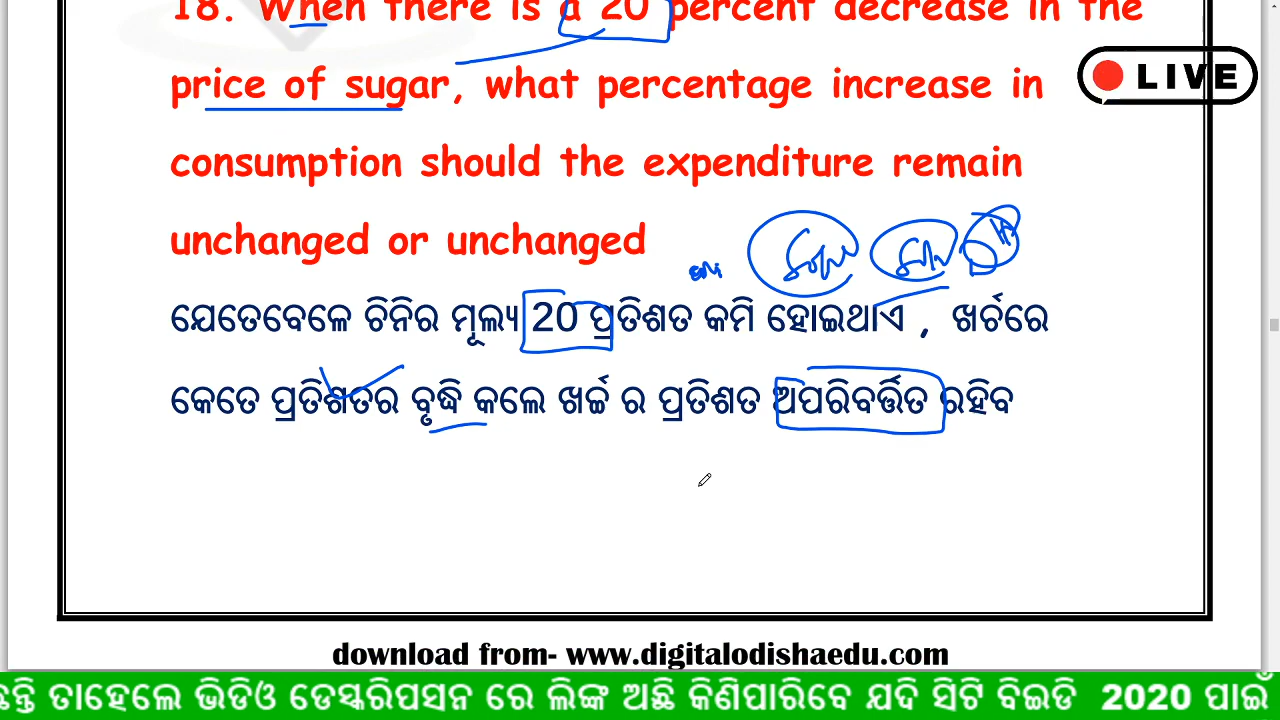 18. When there is a 20 percent decrease in the
price of sugar, what percentage increase in
LIVE
consumption should the expenditure remain
unchanged or unchanged
ଯେତେବେଳେ ଚିନିର ମୂଲ୍ୟ 20 ପ୍ରତିଶତ କମି ହୋଇଥାଏ , ଖର୍ଚରେ
କେତେ ପ୍ରତିଶତର ବୃଦ୍ଧି କଲେ ଖର୍ଚ୍ଚ ର ପ୍ରତିଶତ ଅପରିବର୍ତ୍ତିତ ରହିବ
download from- www.digitalodishaedu.com
ଛନ୍ତି ତାହେଲେ ଭିଡିଓ ଡେସ୍କରିପସନ ରେ ଲିଙ୍କ ଅଛି କିଣିପାରିବେ ଯଦି ସିଟି ବିଇଡି 2020 ପାଇଁ